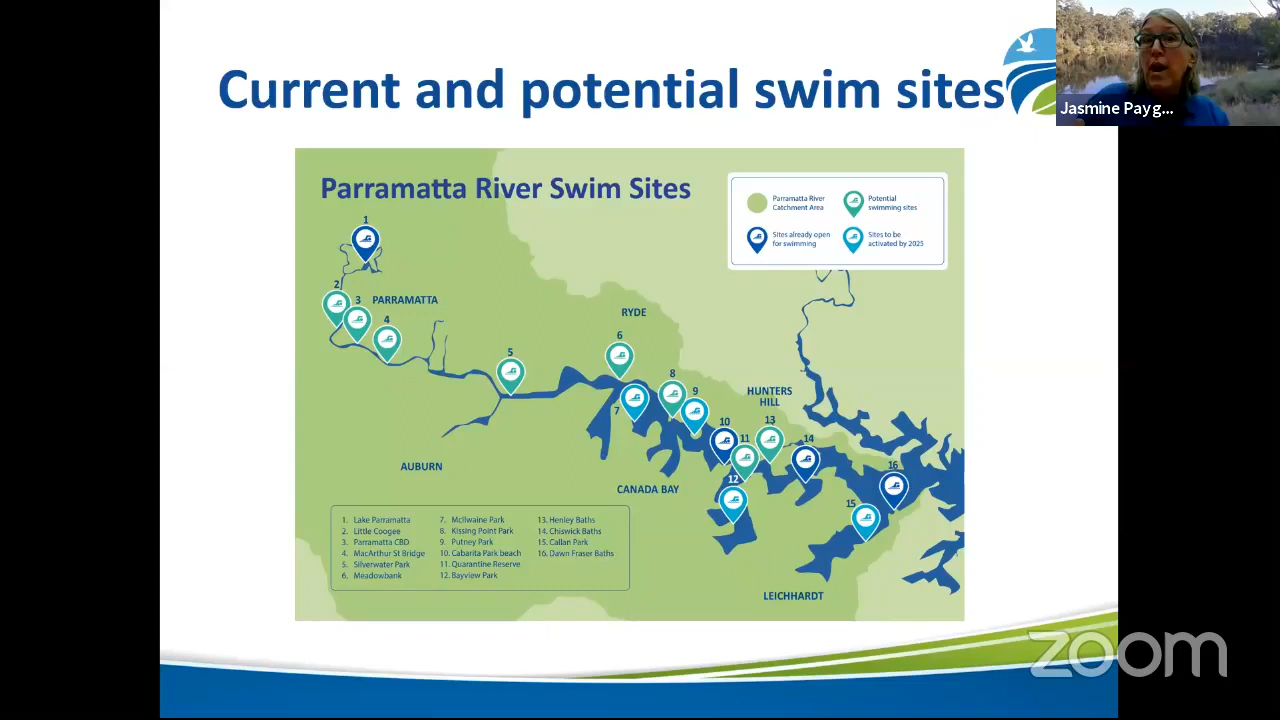 Current and potential swim sites
Jasmine Payg...
Parramatta River Swim Sites
Parramatta River
Catchment Area
Potential
swimming sites
Sites already open
for swimming
Sites to be
activated by 2025
1
2
3
PARRAMATTA
4
5
RYDE
6
7
8
9
HUNTERS
HILL
10
11
12
13
14
15
16
AUBURN
CANADA BAY
LEICHHARDT
1. Lake Parramatta
2. Little Coogee
3. Parramatta CBD
4. MacArthur St Bridge
5. Silverwater Park
6. Meadowbank
7. McIlwaine Park
8. Kissing Point Park
9. Putney Park
10. Cabarita Park beach
11. Quarantine Reserve
12. Bayview Park
13. Henley Baths
14. Chiswick Baths
15. Callan Park
16. Dawn Fraser Baths
zoom